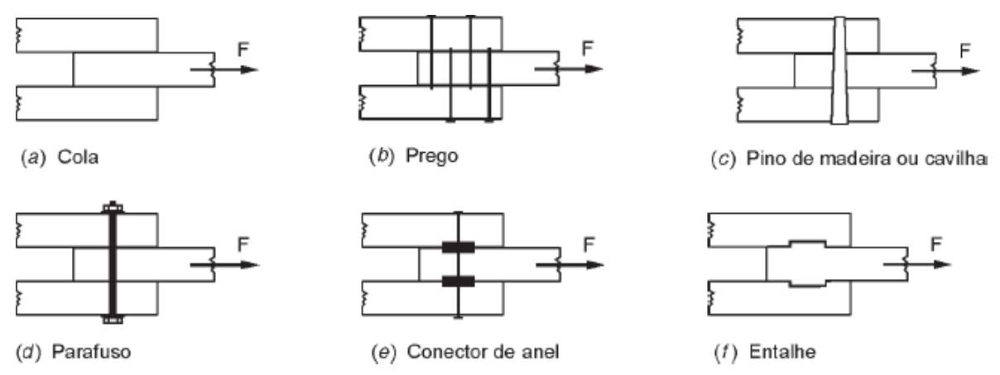 F
F
F
(a) Cola
(b) Prego
(c) Pino de madeira ou cavilha
F
F
F
(d) Parafuso
(e) Conector de anel
(f) Entalhe